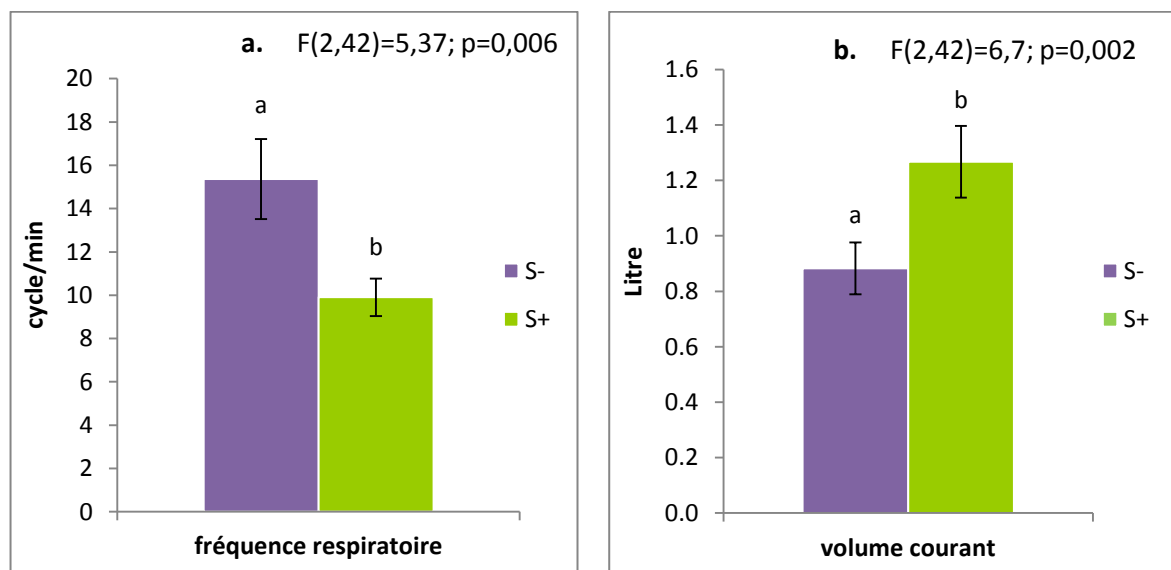 a. F(2,42)=5,37; p=0,006
20
18
16
14
12
10
8
6
4
2
0
cycle/min
a
b
S-
S+
fréquence respiratoire
b. F(2,42)=6,7; p=0,002
1.6
1.4
1.2
1.0
0.8
0.6
0.4
0.2
0.0
Litre
a
b
S-
S+
volume courant